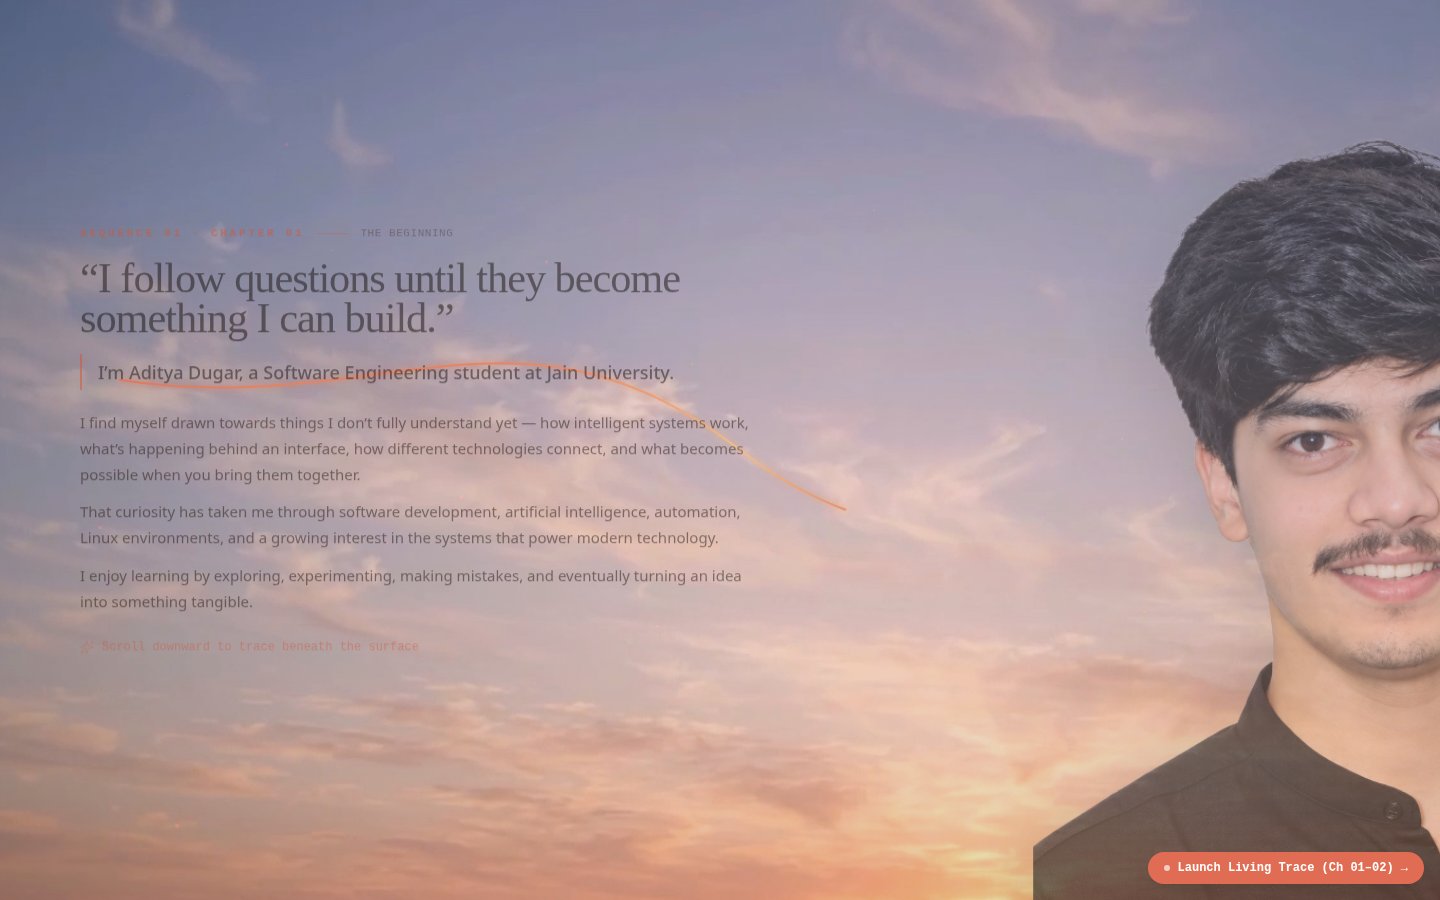 SEQUENCE 01 · CHAPTER 01 THE BEGINNING
“I follow questions until they become
something I can build.”
I’m Aditya Dugar, a Software Engineering student at Jain University.
I find myself drawn towards things I don’t fully understand yet — how intelligent systems work,
what’s happening behind an interface, how different technologies connect, and what becomes
possible when you bring them together.
That curiosity has taken me through software development, artificial intelligence, automation,
Linux environments, and a growing interest in the systems that power modern technology.
I enjoy learning by exploring, experimenting, making mistakes, and eventually turning an idea
into something tangible.
Scroll downward to trace beneath the surface
Launch Living Trace (Ch 01–02) →